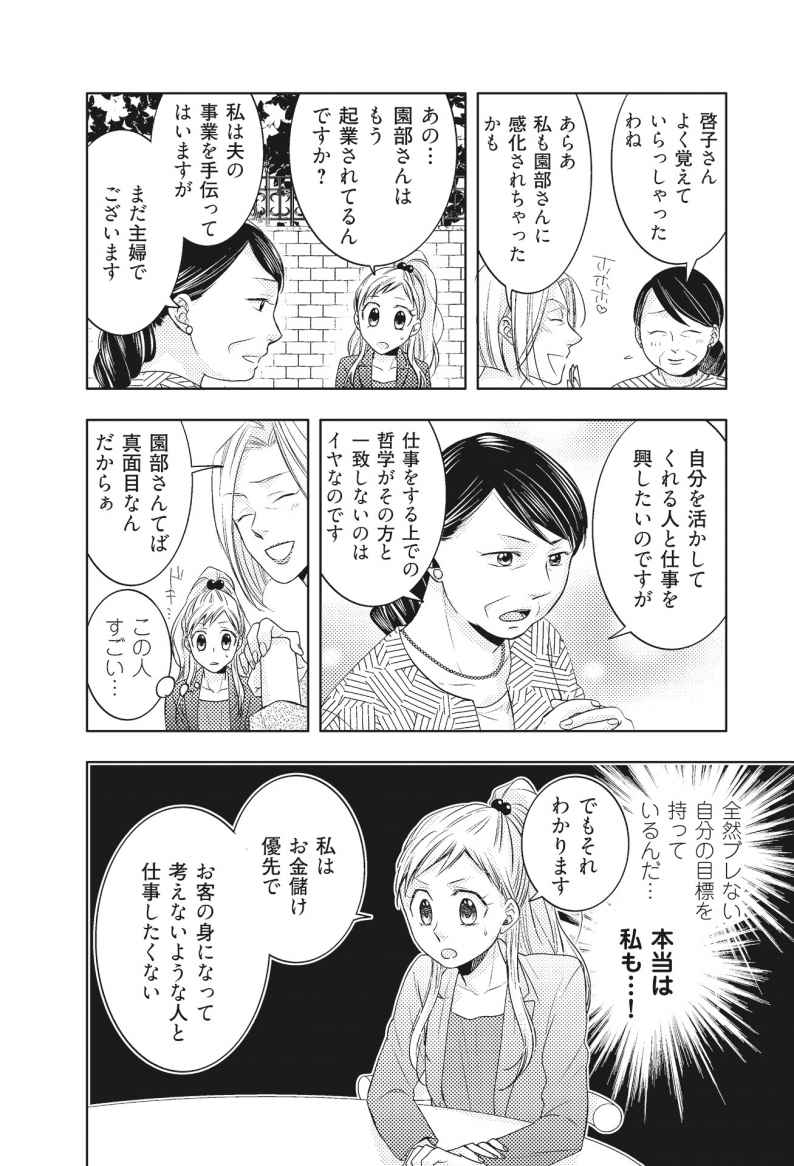 啓子さん
よく覚えて
いらっしゃった
わね
あらあ
私も園部さんに
感化されちゃった
かも
ホホホ♡
あの…
園部さんは
もう
起業されてるん
ですか?
私は夫の
事業を手伝って
はいますが
まだ主婦で
ございます
自分を活かして
くれる人と仕事を
興したいのですが
仕事をする上での
哲学がその方と
一致しないのは
イヤなのです
園部さんてば
真面目なん
だからぁ
ドキ…
この人
すごい…
全然ブレない
自分の目標を
持って
いるんだ…
本当は
私も…!
でもそれ
わかります
私は
お金儲け
優先で
お客の身になって
考えないような人と
仕事したくない